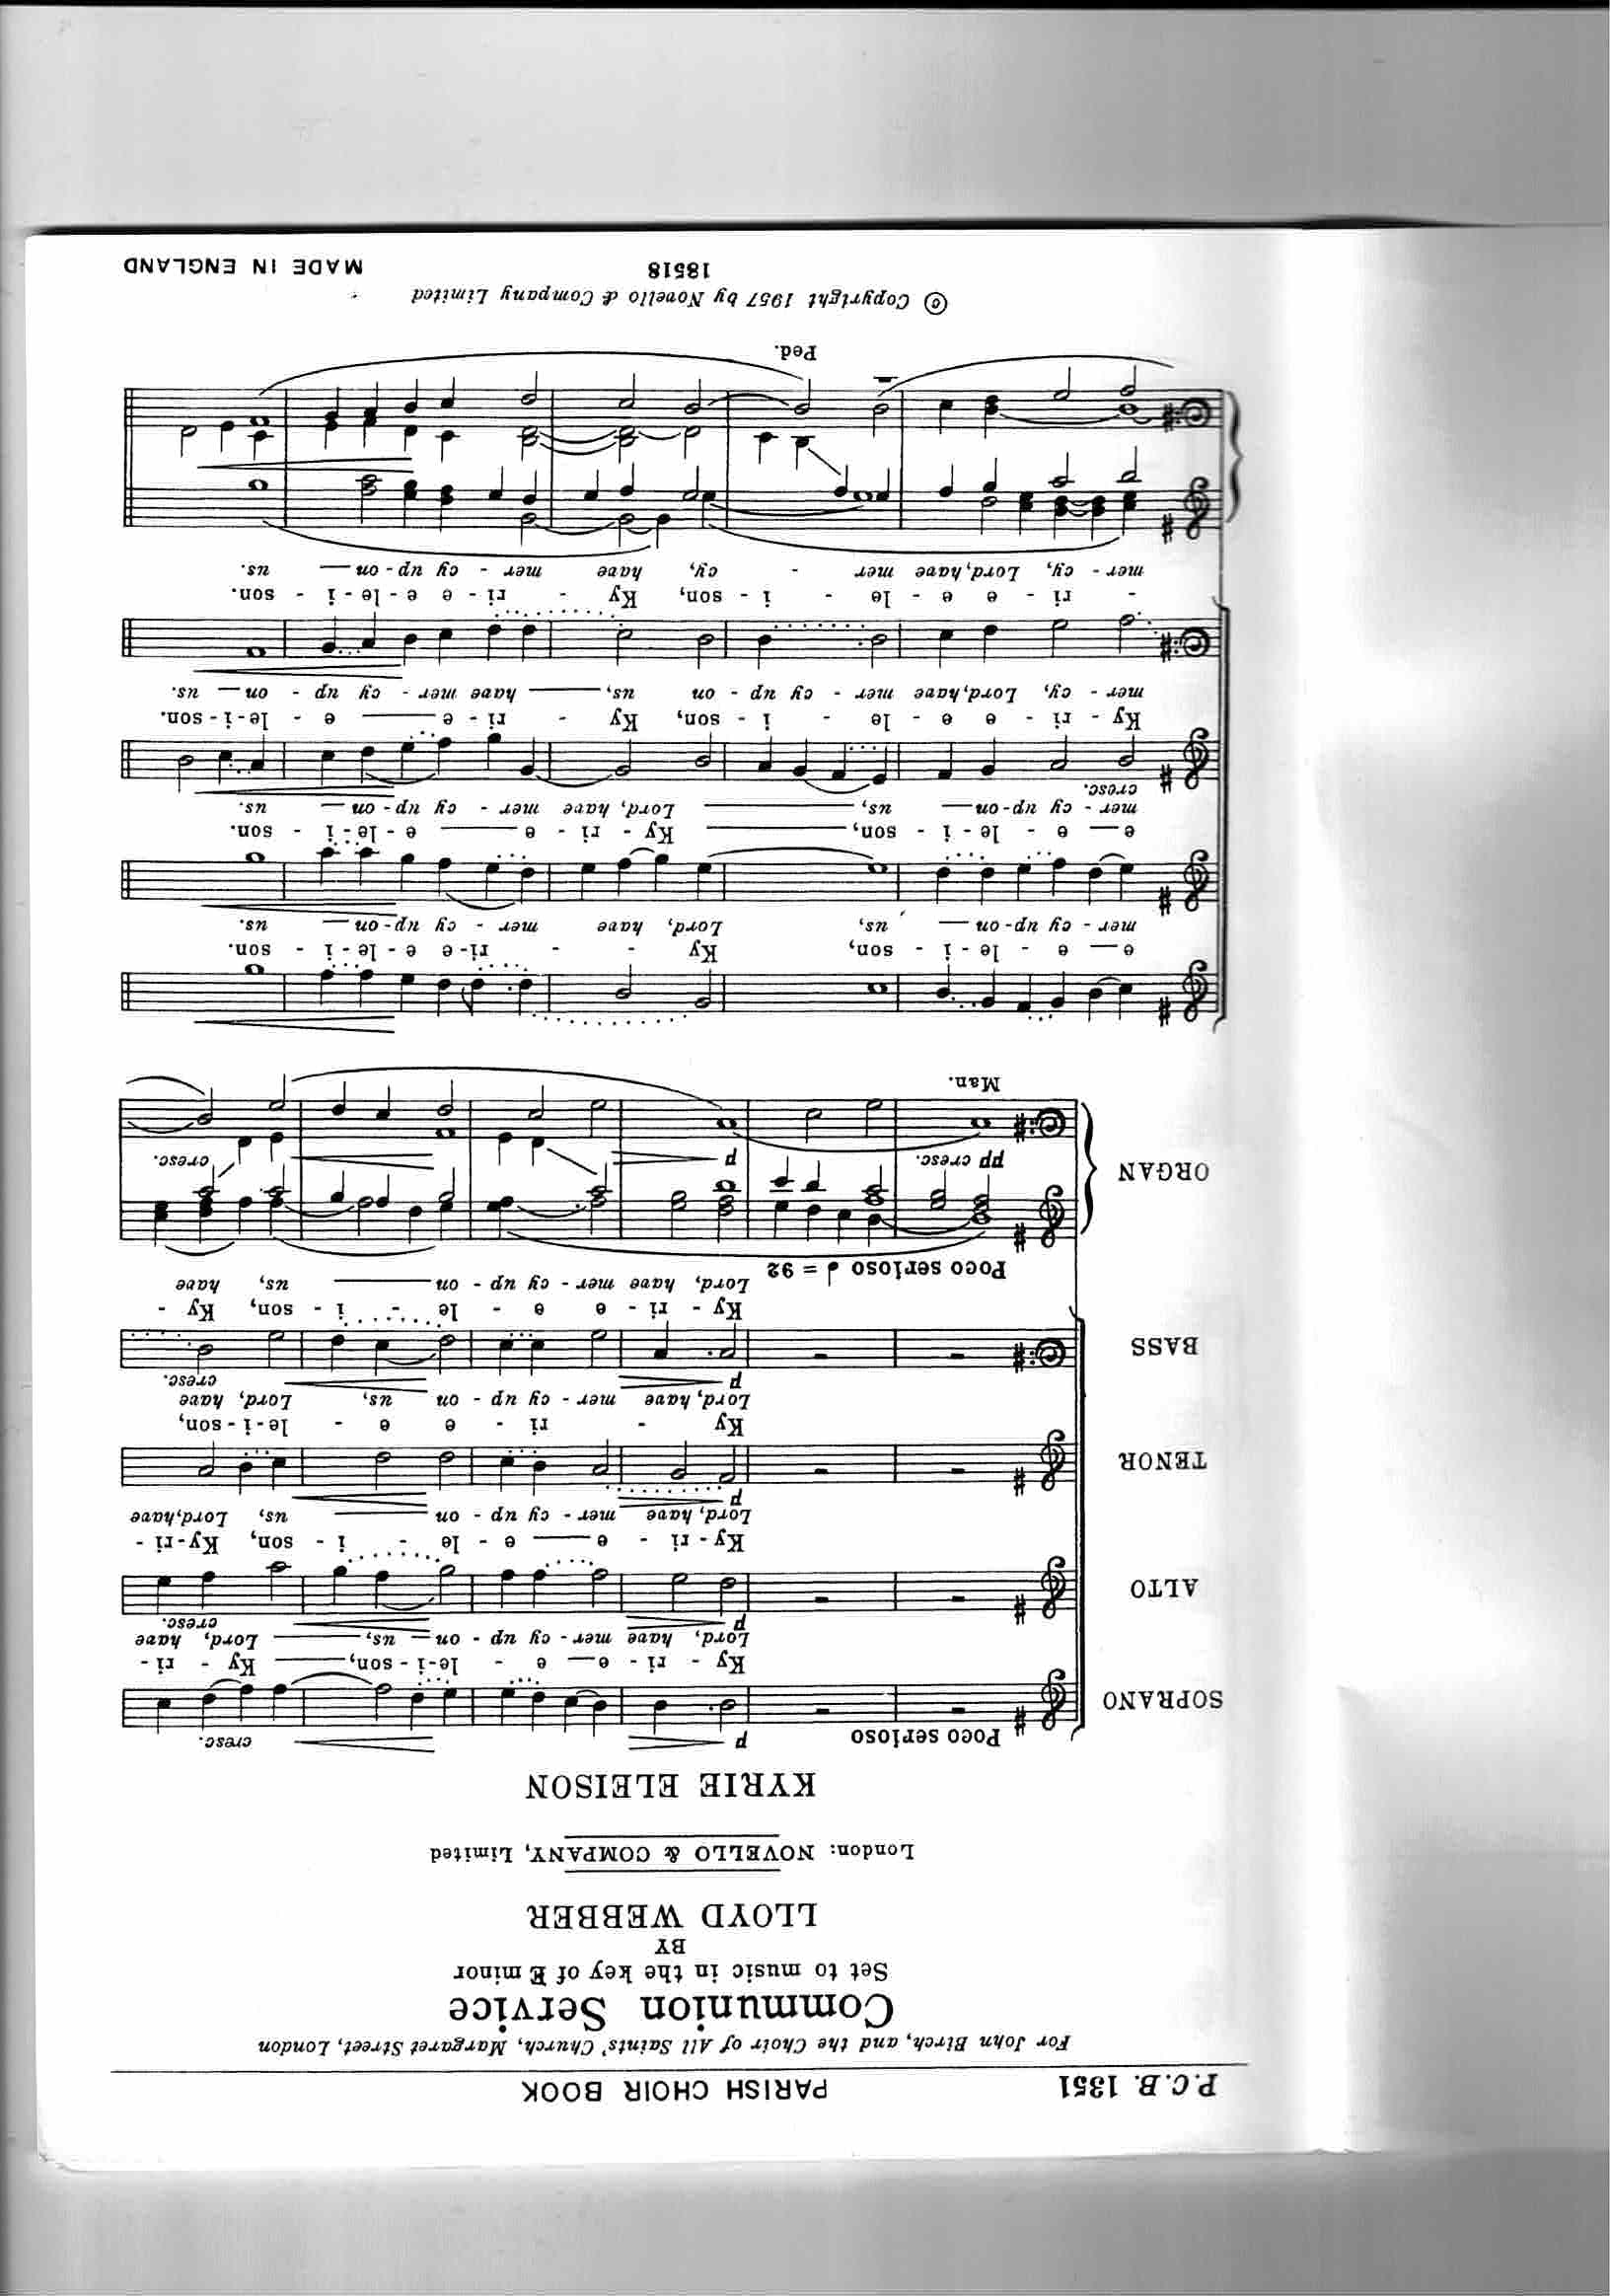 P.C.B. 1351
PARISH CHOIR BOOK
For John Birch, and the Choir of All Saints' Church, Margaret Street, London
Communion Service
Set to music in the key of E minor
BY
LLOYD WEBBER
London: NOVELLO & COMPANY, Limited
KYRIE ELEISON
Poco serioso p cresc.
SOPRANO
Ky - ri - e — e - le-i - son, — Ky - ri -
Lord, have mer - cy up - on — us, — Lord, have
p cresc.
ALTO
Ky - ri - e — e - le - i - son, Ky-ri -
Lord, have mer - cy up - on — us, Lord, have
p
TENOR
Ky - ri - e e - le-i - son,
Lord, have mer - cy up - on us, Lord, have
p cresc.
BASS
Ky - ri - e e - le - i - son, Ky -
Lord, have mer - cy up - on — us, have
Poco serioso ♩ = 92
ORGAN
pp cresc. p cresc.
Man.
e — e - le - i - son, Ky - ri-e e-le-i - son.
mer - cy up-on — us, Lord, have mer - cy up-on — us.
e — e - le - i - son, — Ky - ri - e — e-le-i - son.
mer - cy up-on — us, — Lord, have mer - cy up-on — us.
cresc.
Ky - ri - e e - le - i - son, Ky - ri - e — e - le-i-son.
mer - cy, Lord, have mer - cy up - on us, — have mer - cy up - on — us.
- ri - e e - le - i - son, Ky - ri - e e-le-i - son.
mer - cy, Lord, have mer - cy, have mer - cy up-on — us.
Ped.
© Copyright 1957 by Novello & Company Limited
18518
MADE IN ENGLAND